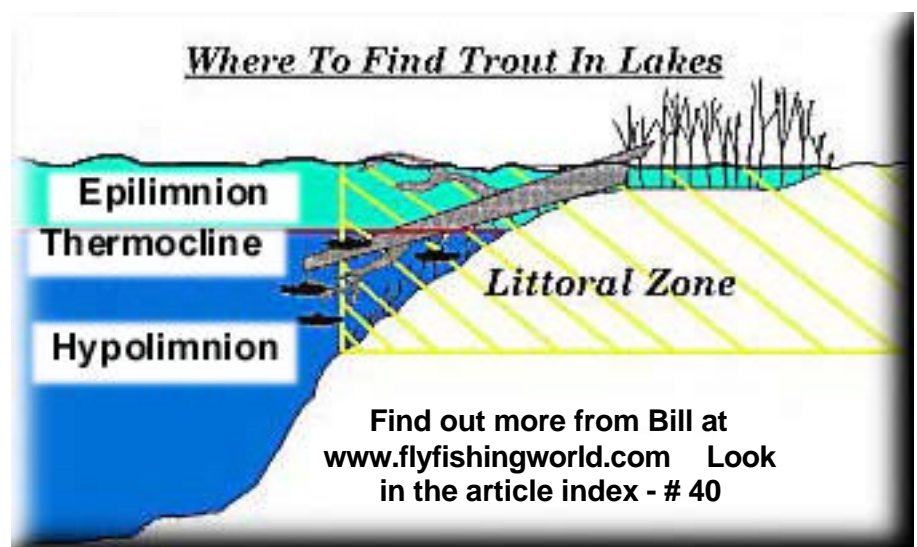 Where To Find Trout In Lakes
Epilimnion
Thermocline
Littoral Zone
Hypolimnion
Find out more from Bill at
www.flyfishingworld.com Look
in the article index - # 40